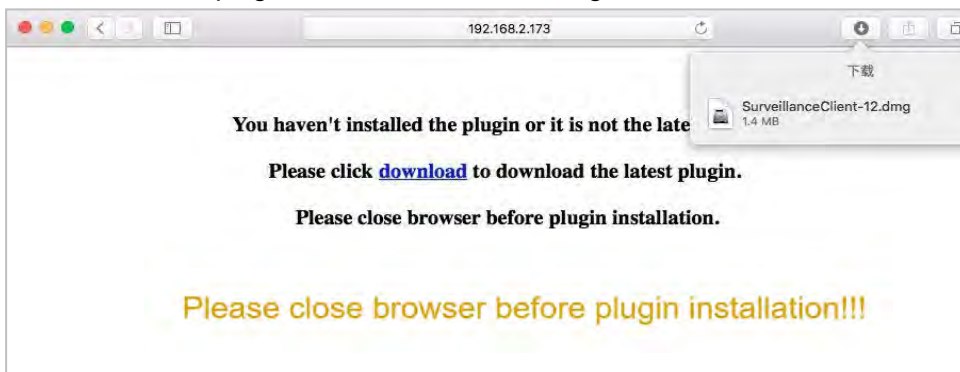 192.168.2.173
下载
SurveillanceClient-12.dmg
1.4 MB
You haven't installed the plugin or it is not the late
Please click download to download the latest plugin.
Please close browser before plugin installation.
Please close browser before plugin installation!!!